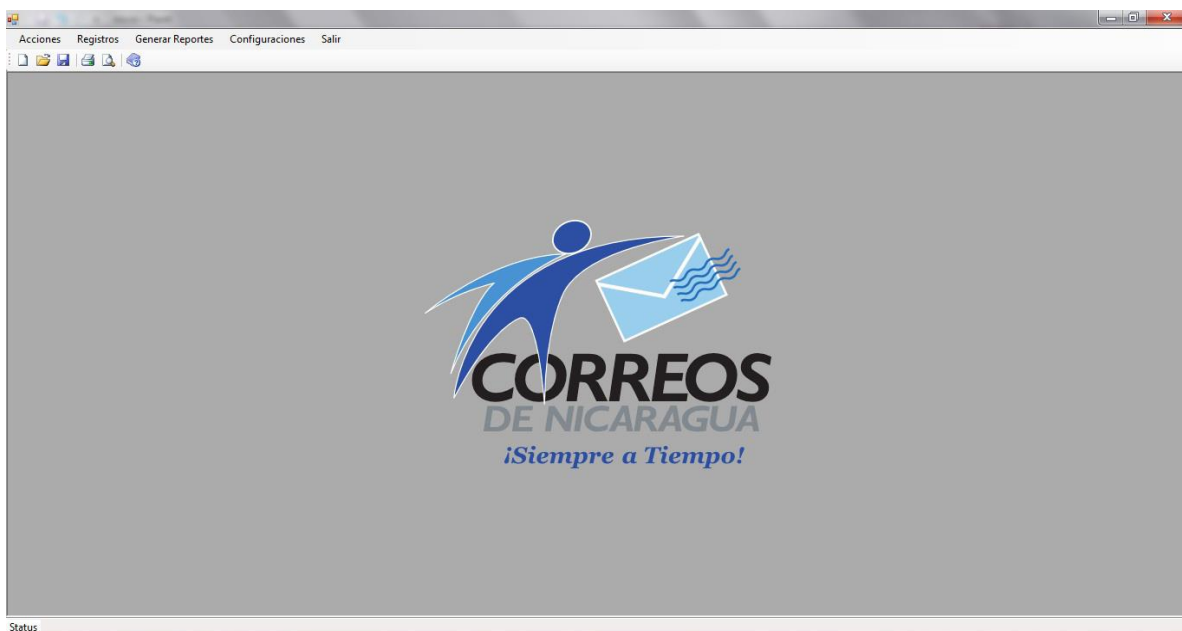 Acciones Registros Generar Reportes Configuraciones Salir
CORREOS
DE NICARAGUA
¡Siempre a Tiempo!
Status